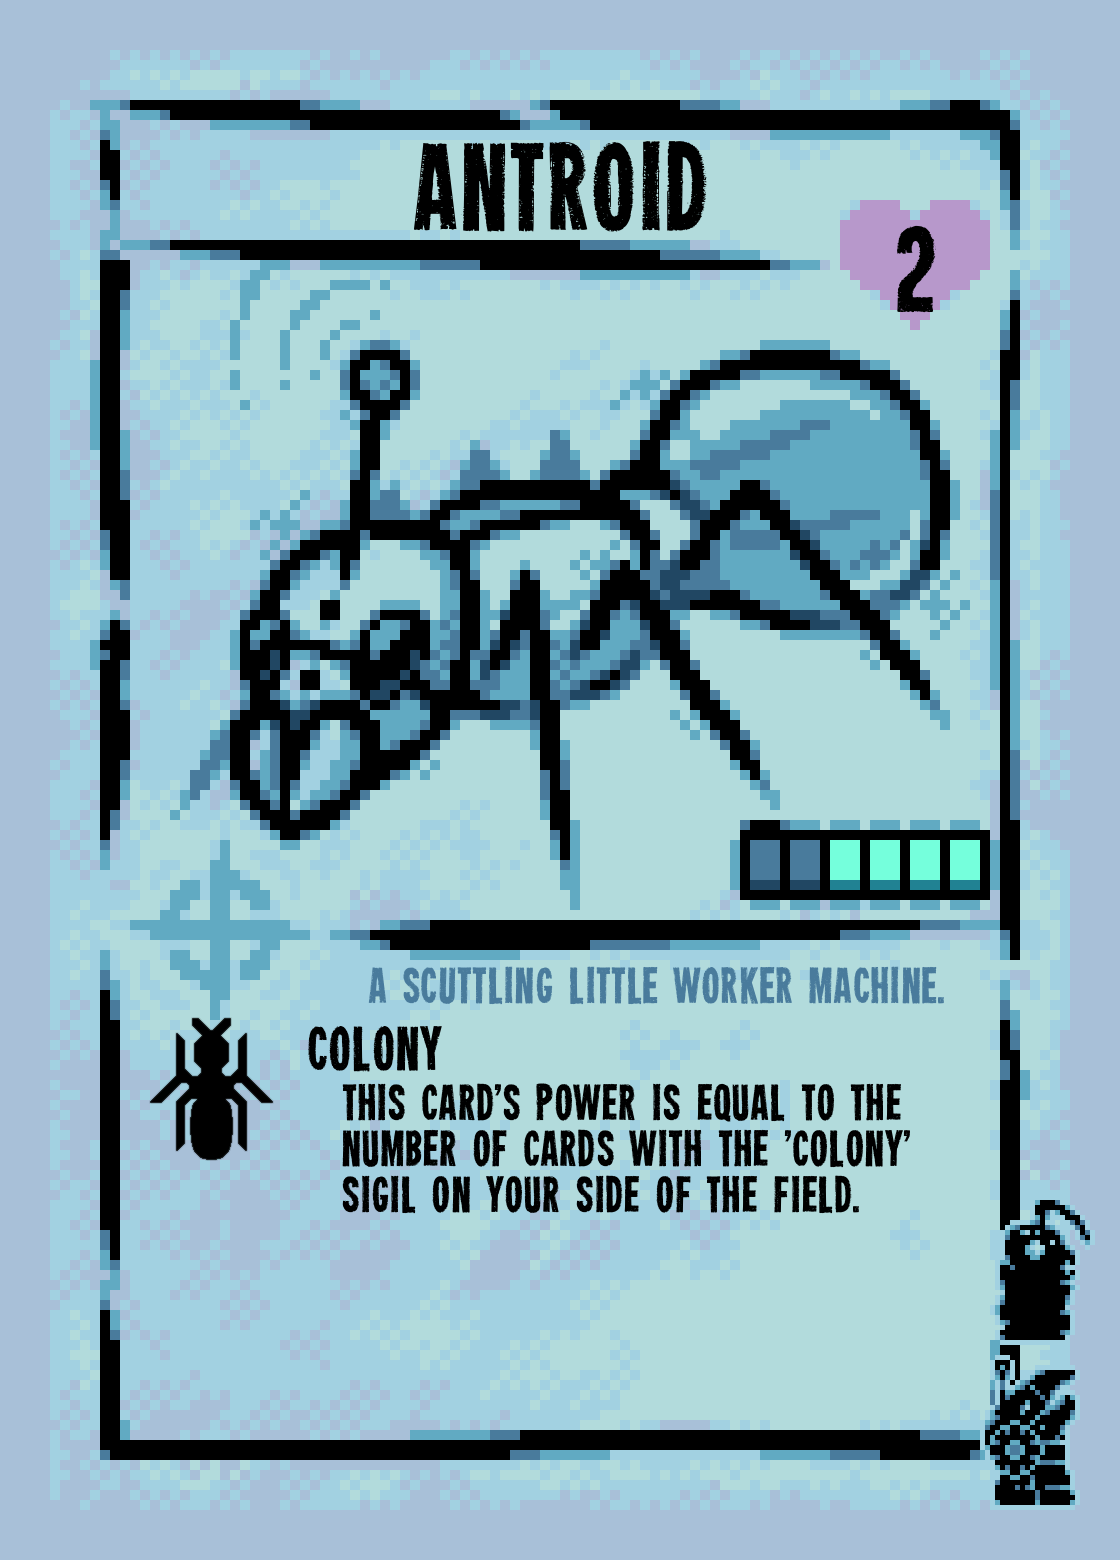 ANTROID
2
A SCUTTLING LITTLE WORKER MACHINE.
COLONY
THIS CARD'S POWER IS EQUAL TO THE
NUMBER OF CARDS WITH THE 'COLONY'
SIGIL ON YOUR SIDE OF THE FIELD.